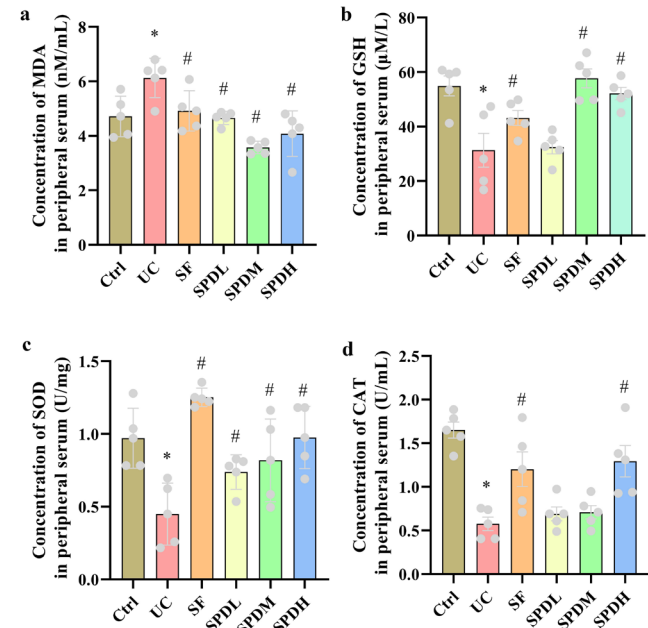 a
Concentration of MDA
in peripheral serum (nM/mL)
8
6
4
2
0
*
#
#
#
#
Ctrl
UC
SF
SPDL
SPDM
SPDH
b
Concentration of GSH
in peripheral serum (μM/L)
80
60
40
20
0
*
#
#
#
Ctrl
UC
SF
SPDL
SPDM
SPDH
c
Concentration of SOD
in peripheral serum (U/mg)
1.5
1.0
0.5
0.0
*
#
#
#
#
Ctrl
UC
SF
SPDL
SPDM
SPDH
d
Concentration of CAT
in peripheral serum (U/mL)
2.5
2.0
1.5
1.0
0.5
0.0
*
#
#
Ctrl
UC
SF
SPDL
SPDM
SPDH